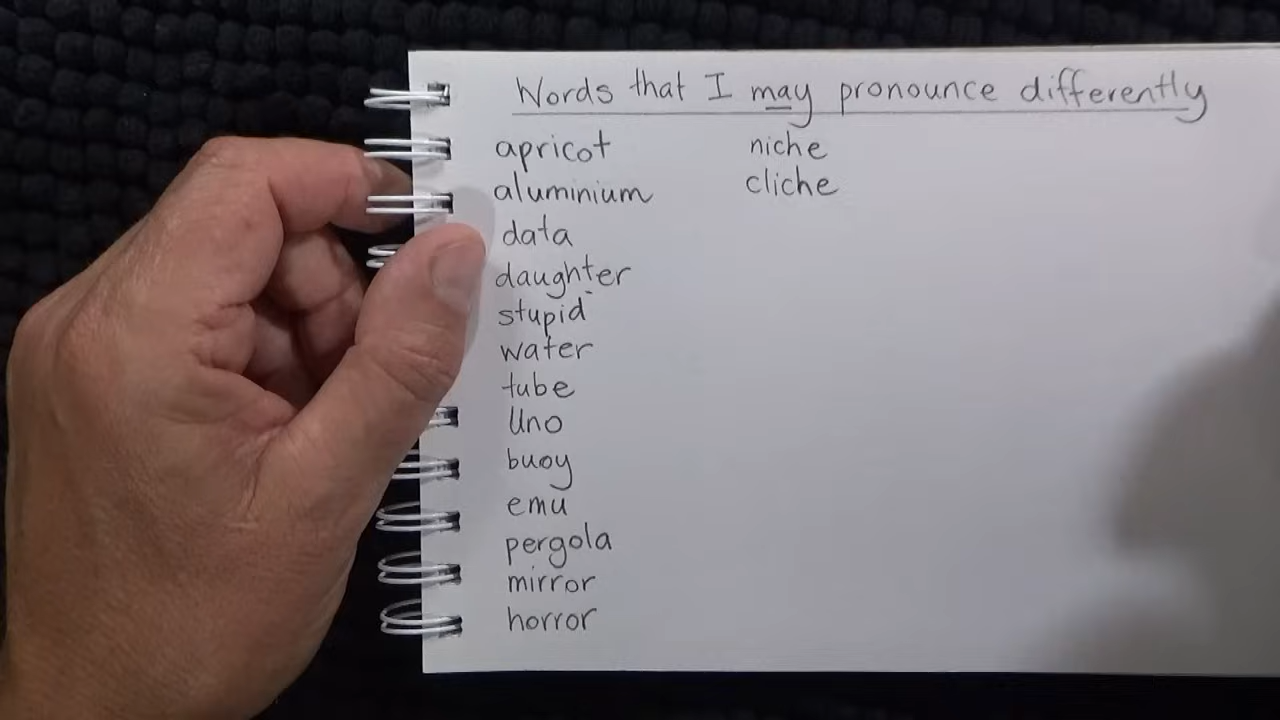 Words that I may pronounce differently
apricot
aluminium
data
daughter
stupid
water
tube
Uno
buoy
emu
pergola
mirror
horror
niche
cliche